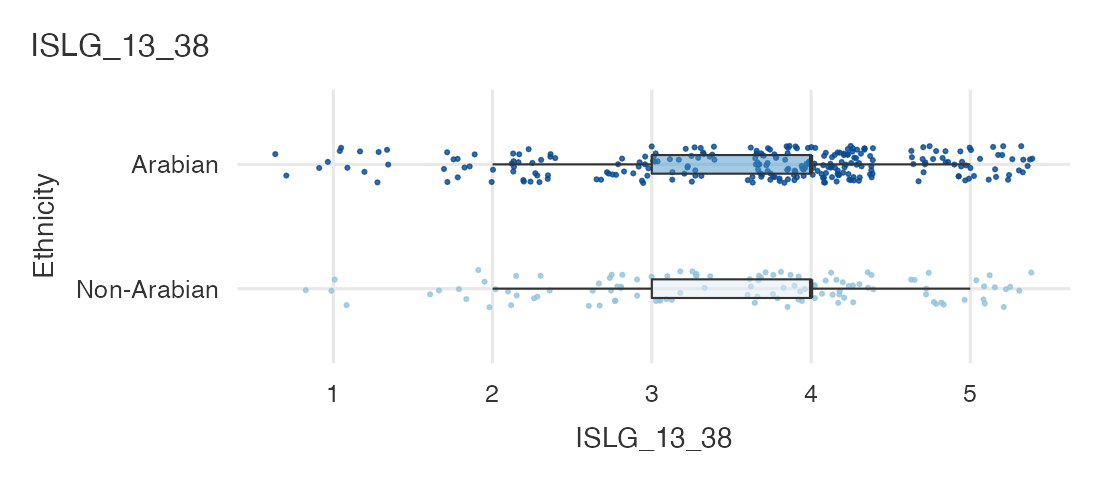 ISLG_13_38
Ethnicity
Arabian
Non-Arabian
1 2 3 4 5
ISLG_13_38